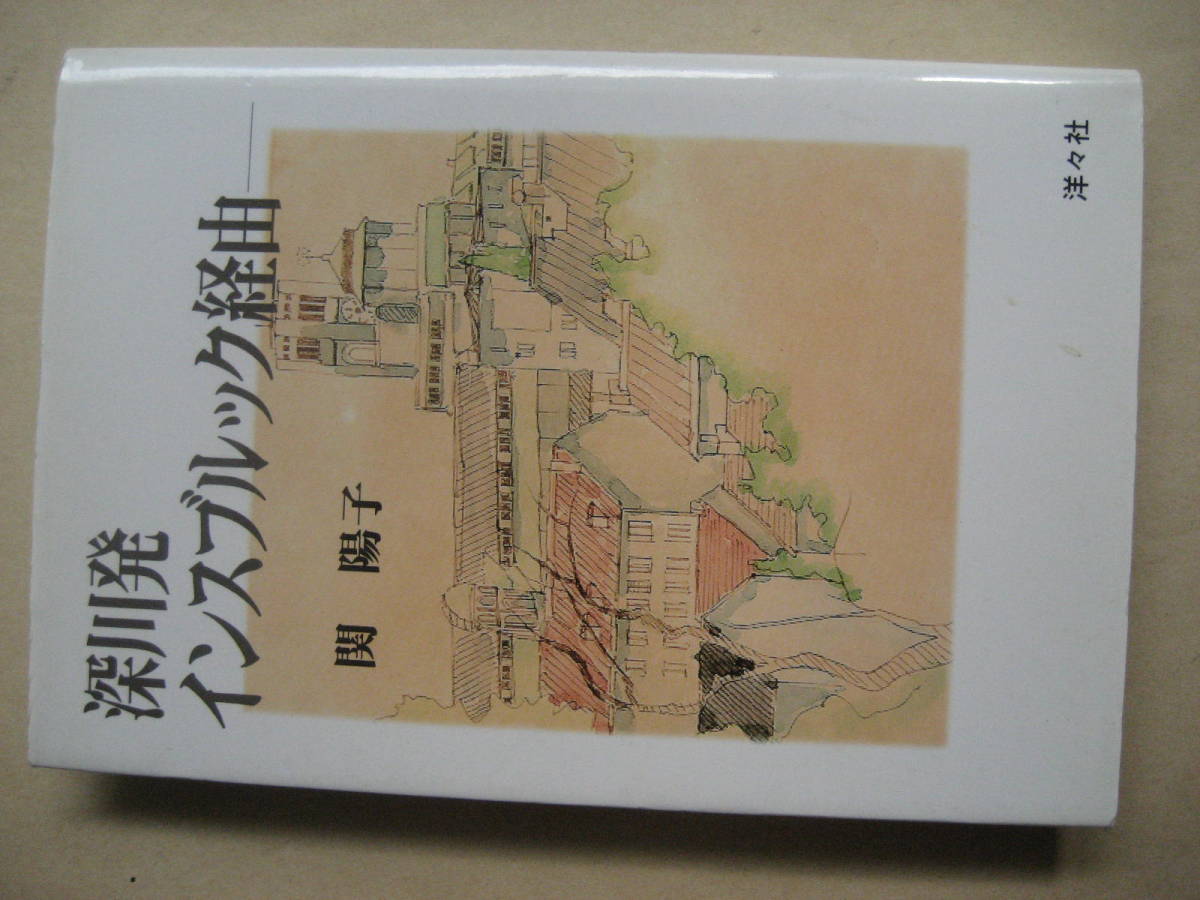 深川発
インスブルック経由
関 陽子
洋々社